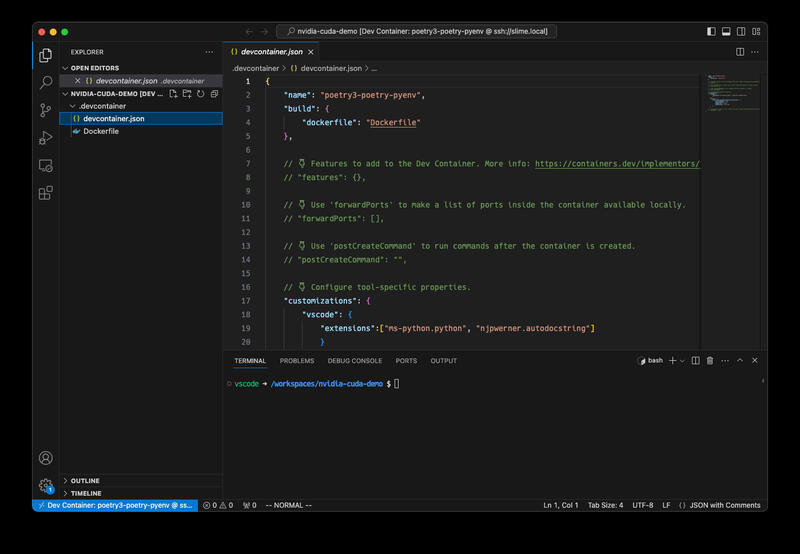 nvidia-cuda-demo [Dev Container: poetry3-poetry-pyenv @ ssh://slime.local]
EXPLORER
OPEN EDITORS
{} devcontainer.json .devcontainer
NVIDIA-CUDA-DEMO [DEV ...
.devcontainer
{} devcontainer.json
Dockerfile
OUTLINE
TIMELINE
{} devcontainer.json
.devcontainer > {} devcontainer.json > ...
1 {
2 "name": "poetry3-poetry-pyenv",
3 "build": {
4 "dockerfile": "Dockerfile"
5 },
6
7 // 👇 Features to add to the Dev Container. More info: https://containers.dev/implementors/
8 // "features": {},
9
10 // 👇 Use 'forwardPorts' to make a list of ports inside the container available locally.
11 // "forwardPorts": [],
12
13 // 👇 Use 'postCreateCommand' to run commands after the container is created.
14 // "postCreateCommand": "",
15
16 // 👇 Configure tool-specific properties.
17 "customizations": {
18 "vscode": {
19 "extensions":["ms-python.python", "njpwerner.autodocstring"]
20 }
TERMINAL PROBLEMS DEBUG CONSOLE PORTS OUTPUT
bash
vscode ➜ /workspaces/nvidia-cuda-demo $
1
Dev Container: poetry3-poetry-pyenv @ ss... 0 0 0 -- NORMAL -- Ln 1, Col 1 Tab Size: 4 UTF-8 LF {} JSON with Comments